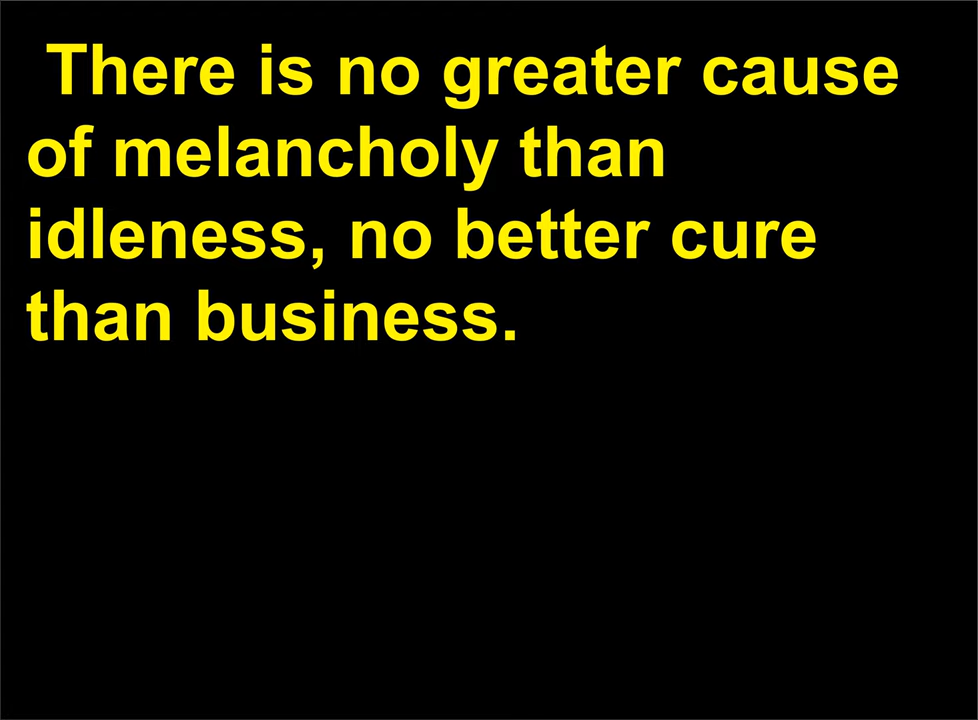 There is no greater cause
of melancholy than
idleness, no better cure
than business.